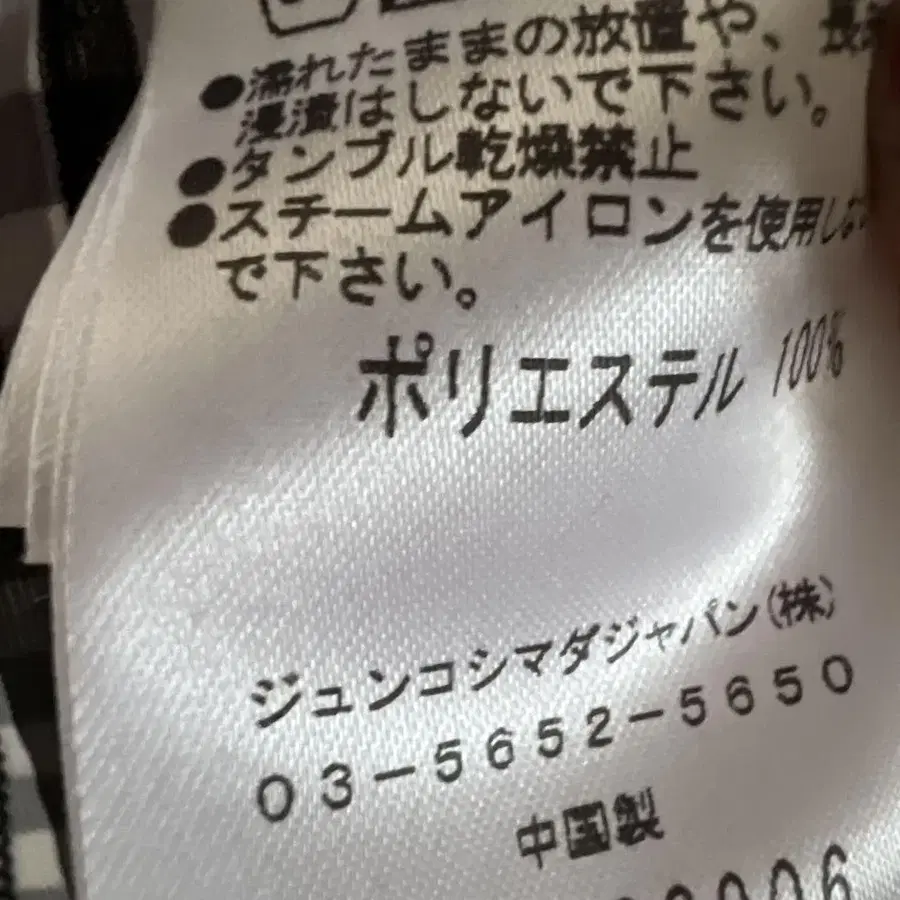 ●濡れたままの放置や、長
浸漬はしないで下さい。
●タンブル乾燥禁止
●スチームアイロンを使用しな
で下さい。
ポリエステル 100%
ジュンコシマダジャパン(株)
03-5652-5650
中国製